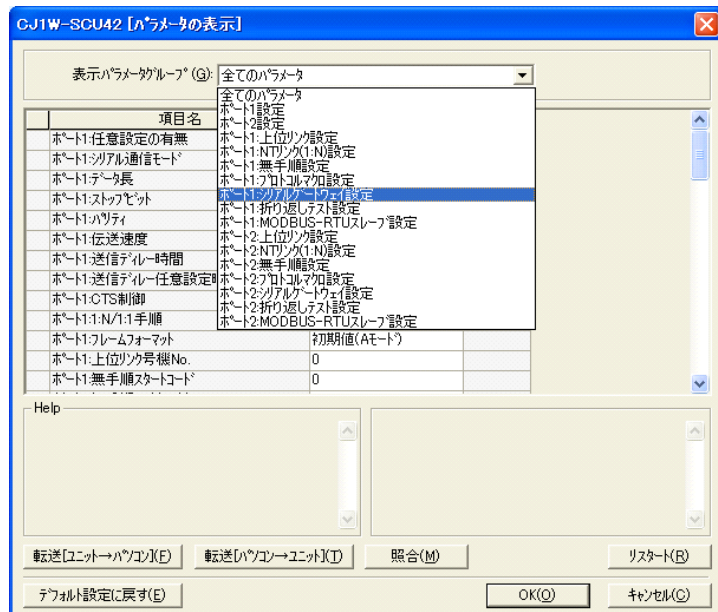 CJ1W-SCU42 [ﾊﾟﾗﾒｰﾀの表示]
表示ﾊﾟﾗﾒｰﾀｸﾞﾙｰﾌﾟ(G): 全てのﾊﾟﾗﾒｰﾀ
全てのﾊﾟﾗﾒｰﾀ
ﾎﾟｰﾄ1設定
ﾎﾟｰﾄ2設定
ﾎﾟｰﾄ1:上位ﾘﾝｸ設定
ﾎﾟｰﾄ1:NTﾘﾝｸ(1:N)設定
ﾎﾟｰﾄ1:無手順設定
ﾎﾟｰﾄ1:ﾌﾟﾛﾄｺﾙﾏｸﾛ設定
ﾎﾟｰﾄ1:ｼﾘｱﾙｹﾞｰﾄｳｪｲ設定
ﾎﾟｰﾄ1:折り返しﾃｽﾄ設定
ﾎﾟｰﾄ1:MODBUS-RTUｽﾚｰﾌﾞ設定
ﾎﾟｰﾄ2:上位ﾘﾝｸ設定
ﾎﾟｰﾄ2:NTﾘﾝｸ(1:N)設定
ﾎﾟｰﾄ2:無手順設定
ﾎﾟｰﾄ2:ﾌﾟﾛﾄｺﾙﾏｸﾛ設定
ﾎﾟｰﾄ2:ｼﾘｱﾙｹﾞｰﾄｳｪｲ設定
ﾎﾟｰﾄ2:折り返しﾃｽﾄ設定
ﾎﾟｰﾄ2:MODBUS-RTUｽﾚｰﾌﾞ設定
項目名
ﾎﾟｰﾄ1:任意設定の有無
ﾎﾟｰﾄ1:ｼﾘｱﾙ通信ﾓｰﾄﾞ
ﾎﾟｰﾄ1:ﾃﾞｰﾀ長
ﾎﾟｰﾄ1:ｽﾄｯﾌﾟﾋﾞｯﾄ
ﾎﾟｰﾄ1:ﾊﾟﾘﾃｨ
ﾎﾟｰﾄ1:伝送速度
ﾎﾟｰﾄ1:送信ﾃﾞｨﾚｰ時間
ﾎﾟｰﾄ1:送信ﾃﾞｨﾚｰ任意設定
ﾎﾟｰﾄ1:CTS制御
ﾎﾟｰﾄ1:1:N/1:1手順
ﾎﾟｰﾄ1:ﾌﾚｰﾑﾌｫｰﾏｯﾄ 初期値(Aﾓｰﾄﾞ)
ﾎﾟｰﾄ1:上位ﾘﾝｸ号機No. 0
ﾎﾟｰﾄ1:無手順ｽﾀｰﾄｺｰﾄﾞ 0
Help
転送[ﾕﾆｯﾄ→ﾊﾟｿｺﾝ](F) 転送[ﾊﾟｿｺﾝ→ﾕﾆｯﾄ](T) 照合(M) ﾘｽﾀｰﾄ(R)
ﾃﾞﾌｫﾙﾄ設定に戻す(E) OK(O) ｷｬﾝｾﾙ(C)